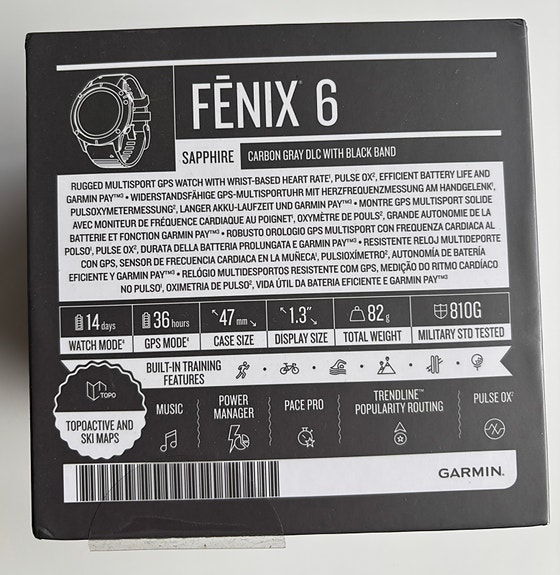 FĒNIX® 6
SAPPHIRE CARBON GRAY DLC WITH BLACK BAND
RUGGED MULTISPORT GPS WATCH WITH WRIST-BASED HEART RATE¹, PULSE OX², EFFICIENT BATTERY LIFE AND
GARMIN PAY™³ • WIDERSTANDSFÄHIGE GPS-MULTISPORTUHR MIT HERZFREQUENZMESSUNG AM HANDGELENK¹,
PULSOXYMETERMESSUNG², LANGER AKKU-LAUFZEIT UND GARMIN PAY™³ • MONTRE GPS MULTISPORT SOLIDE
AVEC MONITEUR DE FRÉQUENCE CARDIAQUE AU POIGNET¹, OXYMÈTRE DE POULS², GRANDE AUTONOMIE DE LA
BATTERIE ET FONCTION GARMIN PAY™³ • ROBUSTO OROLOGIO GPS MULTISPORT CON FREQUENZA CARDIACA AL
POLSO¹, PULSE OX², DURATA DELLA BATTERIA PROLUNGATA E GARMIN PAY™³ • RESISTENTE RELOJ MULTIDEPORTE
CON GPS, SENSOR DE FRECUENCIA CARDIACA EN LA MUÑECA¹, PULSIOXÍMETRO², AUTONOMÍA DE BATERÍA
EFICIENTE Y GARMIN PAY™³ • RELÓGIO MULTIDESPORTOS RESISTENTE COM GPS, MEDIÇÃO DO RITMO CARDÍACO
NO PULSO¹, OXIMETRIA DE PULSO², VIDA ÚTIL DA BATERIA EFICIENTE E GARMIN PAY™³
14 days 36 hours 47 mm 1.3" 82 g 810G
WATCH MODE⁴ GPS MODE⁴ CASE SIZE DISPLAY SIZE TOTAL WEIGHT MILITARY STD TESTED
BUILT-IN TRAINING
FEATURES
TOPO
TOPOACTIVE AND
SKI MAPS
MUSIC
POWER
MANAGER
PACE PRO
TRENDLINE™
POPULARITY ROUTING
PULSE OX²
GARMIN.